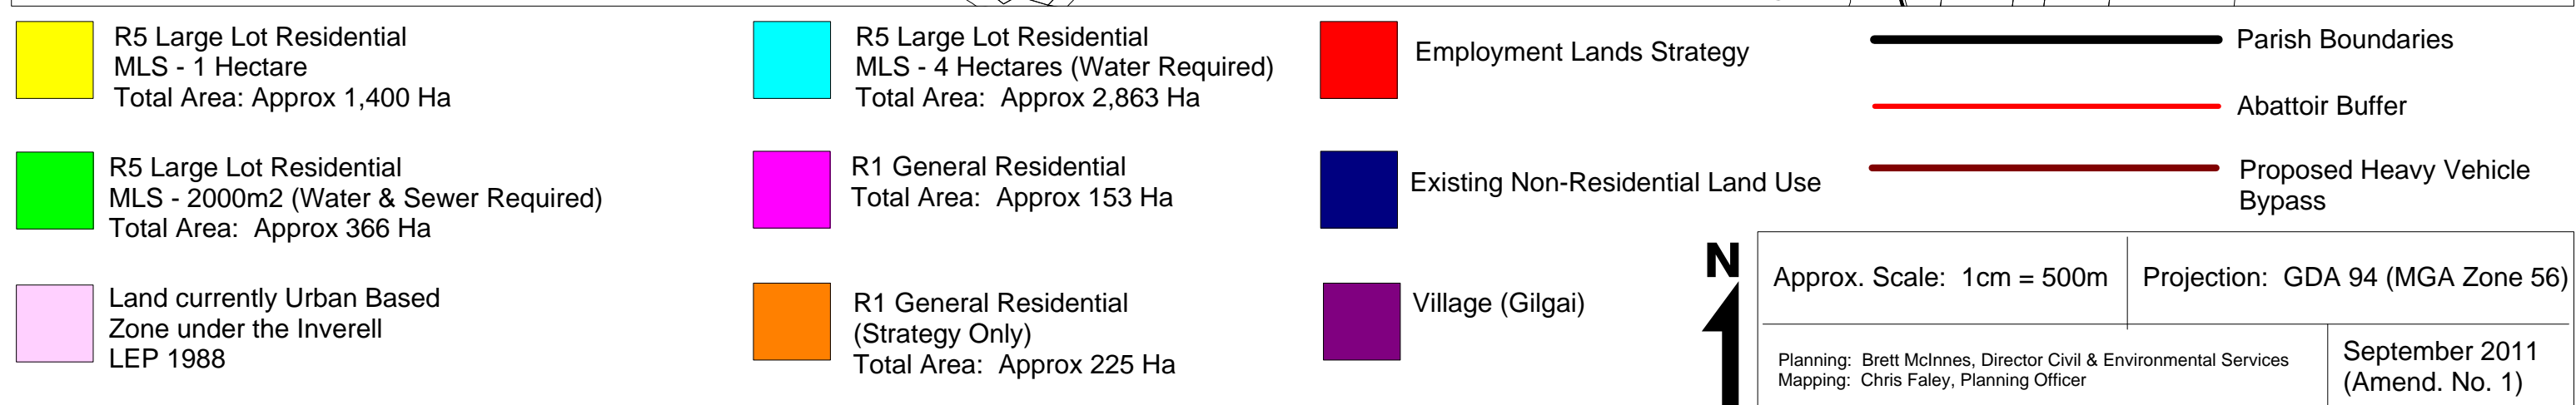 R5 Large Lot Residential
MLS - 1 Hectare
Total Area: Approx 1,400 Ha
R5 Large Lot Residential
MLS - 2000m2 (Water & Sewer Required)
Total Area:  Approx 366 Ha
Land currently Urban Based
Zone under the Inverell
LEP 1988
R5 Large Lot Residential
MLS - 4 Hectares (Water Required)
Total Area:  Approx 2,863 Ha
R1 General Residential
Total Area:  Approx 153 Ha
R1 General Residential
(Strategy Only)
Total Area:  Approx 225 Ha
Employment Lands Strategy
Existing Non-Residential Land Use
Village (Gilgai)
Parish Boundaries
Abattoir Buffer
Proposed Heavy Vehicle
Bypass
N
Approx. Scale:  1cm = 500m
Projection:  GDA 94 (MGA Zone 56)
Planning:  Brett McInnes, Director Civil & Environmental Services
Mapping:  Chris Faley, Planning Officer
September 2011
(Amend. No. 1)